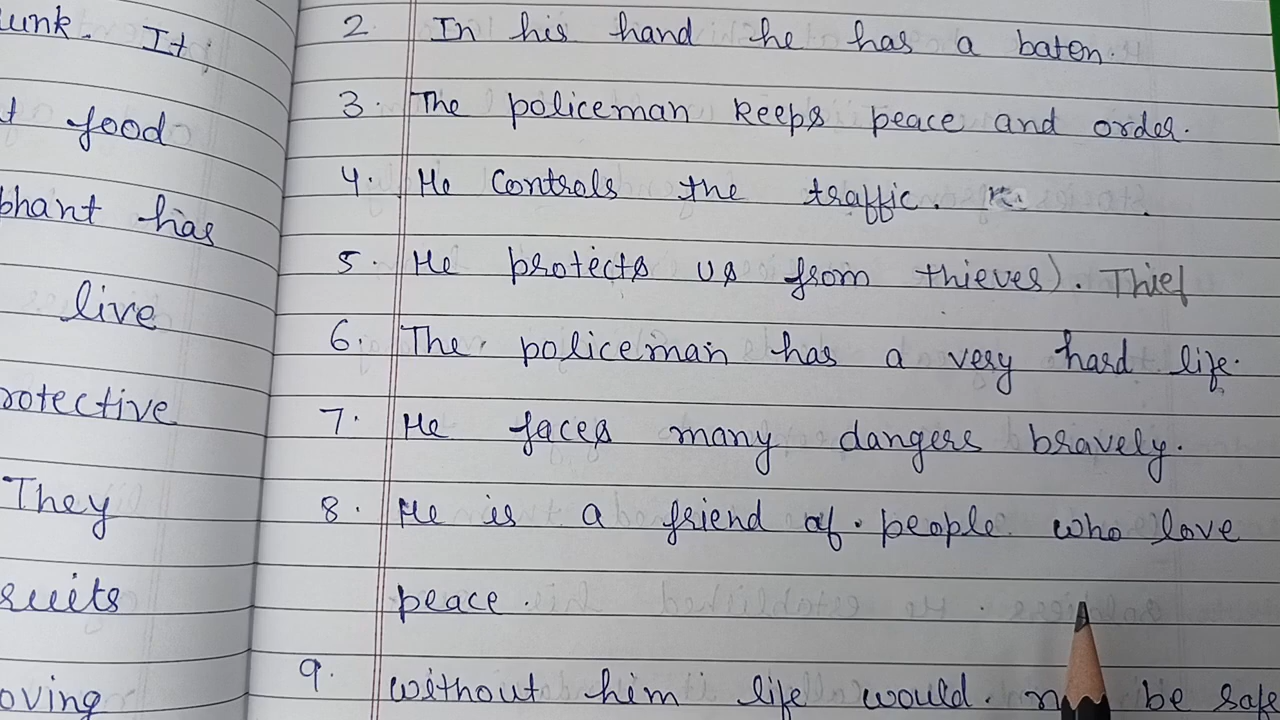 unk. It
t food
phant has
live
rotective
They
ruits
oving
2. In his hand he has a baton.
3. The policeman keeps peace and order.
4. He controls the traffic.
5. He protects us from thieves). Thief
6. The policeman has a very hard life.
7. He faces many dangers bravely.
8. He is a friend of people who love
peace.
9. without him life would be safe